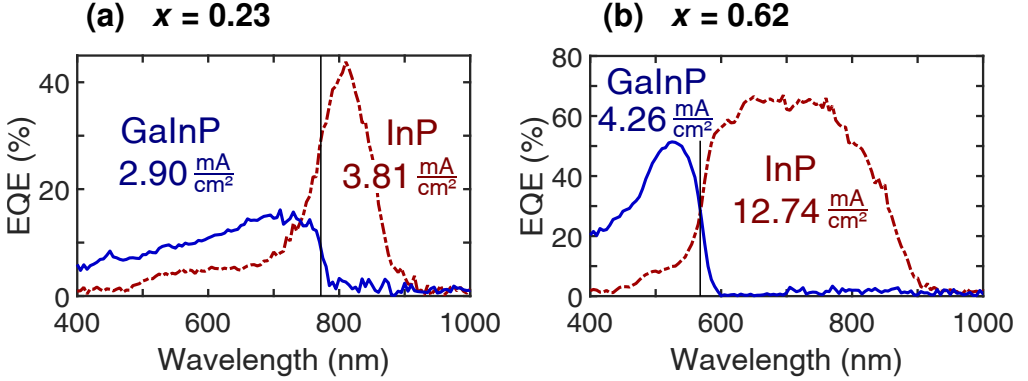 (a) x = 0.23
EQE (%)
40
20
0
GaInP
2.90 mA/cm²
InP
3.81 mA/cm²
400 600 800 1000
Wavelength (nm)
(b) x = 0.62
EQE (%)
80
60
40
20
0
GaInP
4.26 mA/cm²
InP
12.74 mA/cm²
400 600 800 1000
Wavelength (nm)